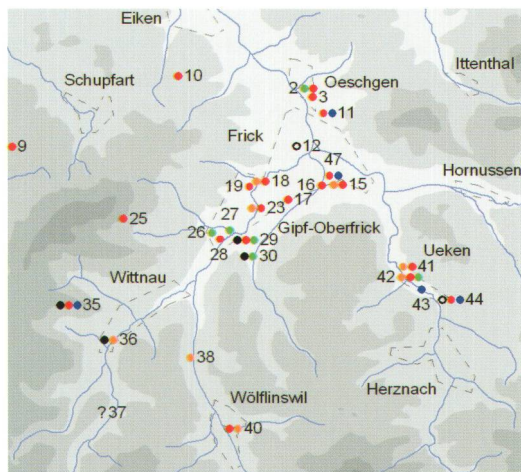 Eiken
10
2
Oeschgen
3
Ittenthal
Schupfart
11
Frick
12
9
47
Hornussen
19
18
16
15
17
25
23
27
26
Gipf-Oberfrick
29
28
30
Ueken
41
Wittnau
42
35
43
44
36
38
Herznach
Wölflinswil
?37
40